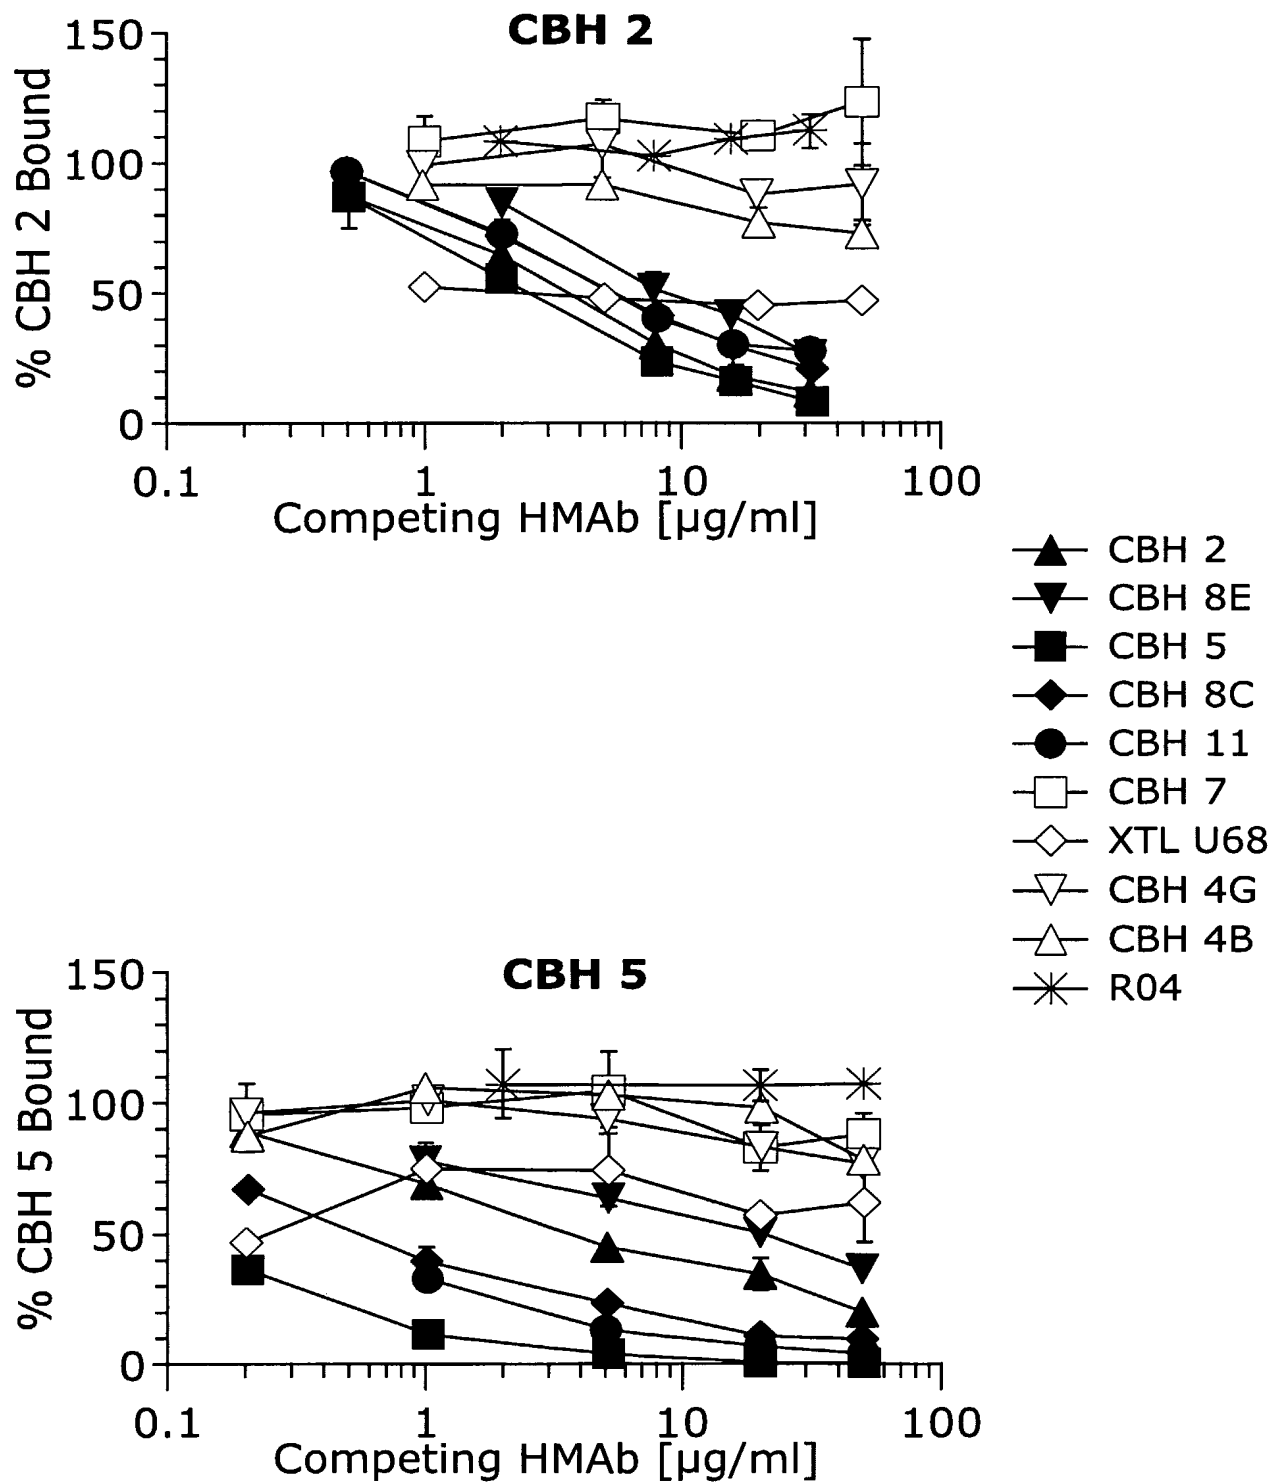 CBH 2
% CBH 2 Bound
150
100
50
0
0.1 1 10 100
Competing HMAb [µg/ml]
CBH 2
CBH 8E
CBH 5
CBH 8C
CBH 11
CBH 7
XTL U68
CBH 4G
CBH 4B
R04
CBH 5
% CBH 5 Bound
150
100
50
0
0.1 1 10 100
Competing HMAb [µg/ml]